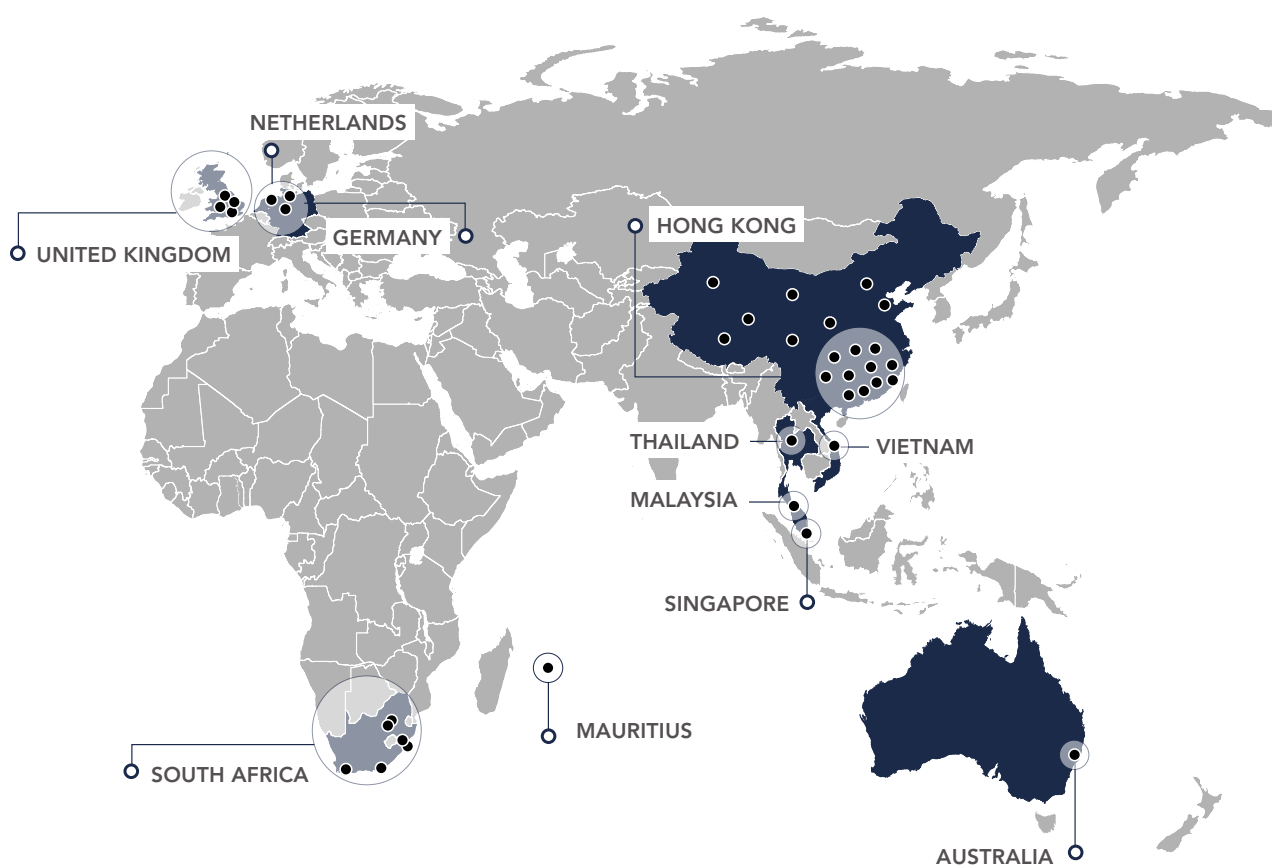 NETHERLANDS
HONG KONG
GERMANY
UNITED KINGDOM
THAILAND
VIETNAM
MALAYSIA
SINGAPORE
MAURITIUS
SOUTH AFRICA
AUSTRALIA